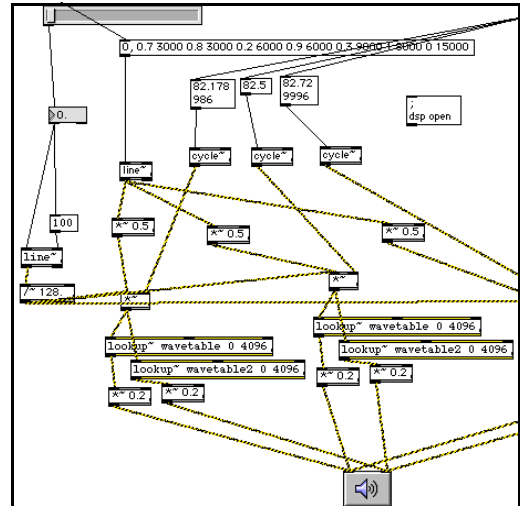 0, 0.7 3000 0.8 3000 0.2 6000 0.9 6000 0.3 9000 1 8000 0 15000
82.178
986
82.5
82.72
9996
;
dsp open
0.
cycle~
cycle~
cycle~
line~
100
*~ 0.5
*~ 0.5
*~ 0.5
line~
/~ 128.
*~
*~
lookup~ wavetable 0 4096
lookup~ wavetable 0 4096
lookup~ wavetable2 0 4096
lookup~ wavetable2 0 4096
*~ 0.2
*~ 0.2
*~ 0.2
*~ 0.2